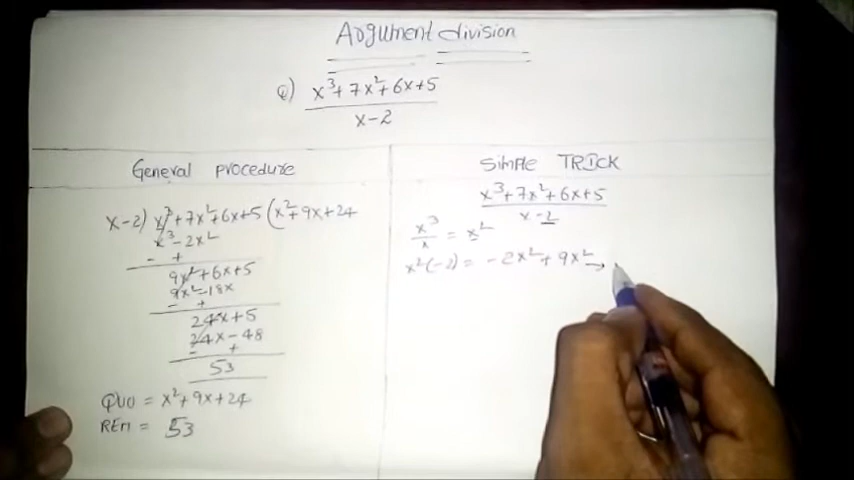 Argument division
Q) x³+7x²+6x+5
x-2
General procedure
x-2) x³+7x²+6x+5 (x²+9x+24
x³-2x²
- +
9x²+6x+5
9x²-18x
- +
24x+5
24x-48
- +
53
QUO = x²+9x+24
REM = 53
SIMPLE TRICK
x³+7x²+6x+5
x-2
x³/x = x²
x²(-2) = -2x²+9x² →